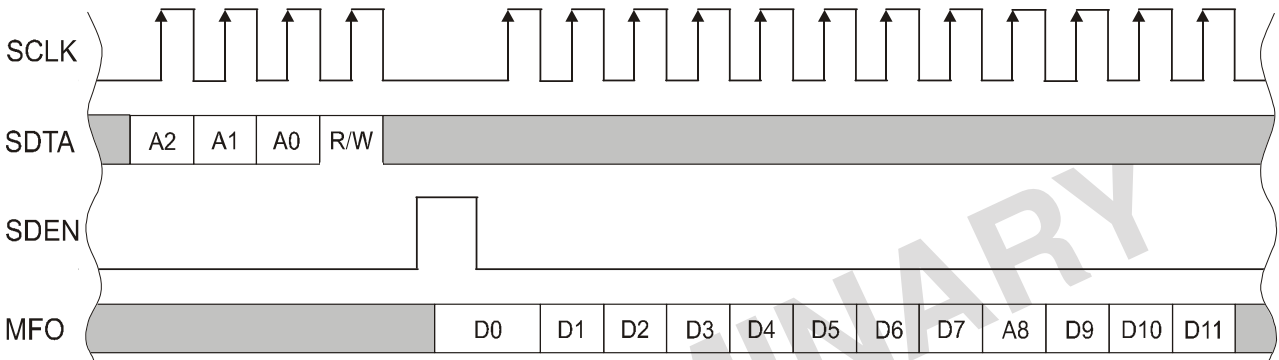 SCLK
SDTA A2 A1 A0 R/W
SDEN
MFO D0 D1 D2 D3 D4 D5 D6 D7 A8 D9 D10 D11
MINARY